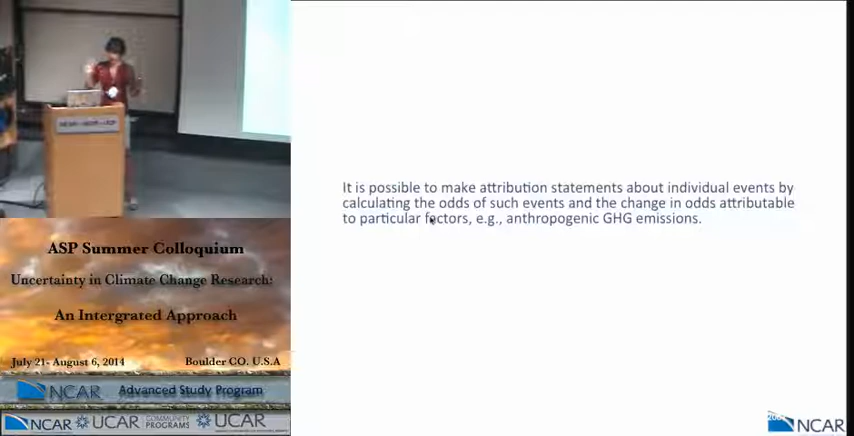 It is possible to make attribution statements about individual events by
calculating the odds of such events and the change in odds attributable
to particular factors, e.g., anthropogenic GHG emissions.
ASP Summer Colloquium
Uncertainty in Climate Change Research:
An Intergrated Approach
July 21- August 6, 2014 Boulder CO. U.S.A
NCAR Advanced Study Program
NCAR UCAR COMMUNITY PROGRAMS UCAR
NCAR